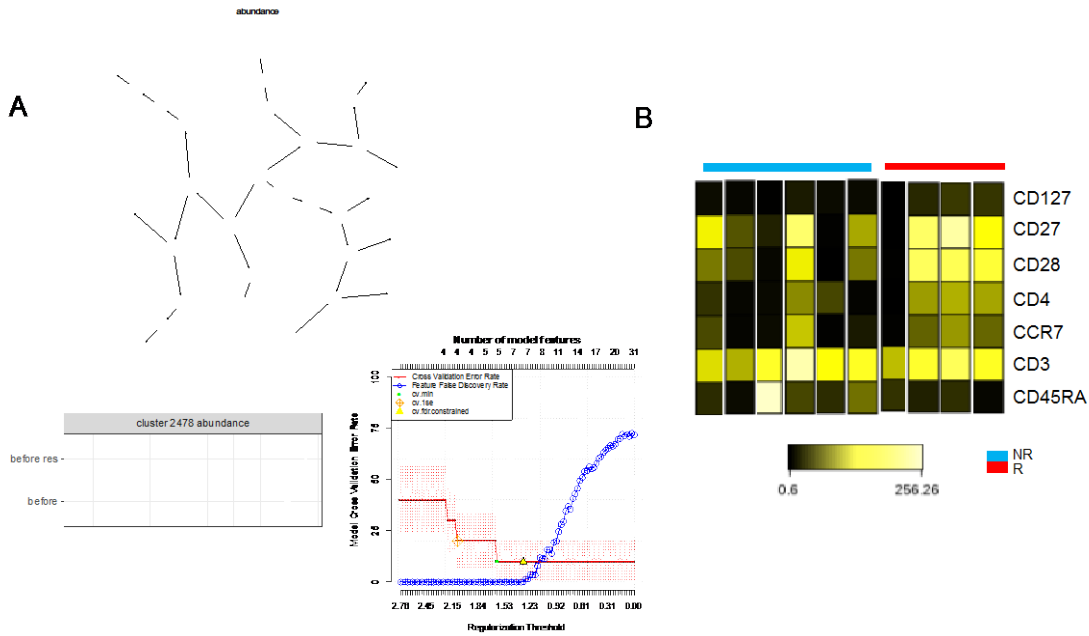 abundance
A
B
CD127
CD27
CD28
CD4
CCR7
CD3
CD45RA
0.6 256.26
NR
R
cluster 2478 abundance
before res
before
Number of model features
4 4 4 5 5 7 7 8 11 14 17 20 31
Cross Validation Error Rate
Feature False Discovery Rate
cv.min
cv.1se
cv.fdr.constrained
Model Cross Validation Error Rate
100
75
50
25
0
2.76 2.45 2.15 1.84 1.53 1.23 0.92 0.61 0.31 0.00
Regularization Threshold